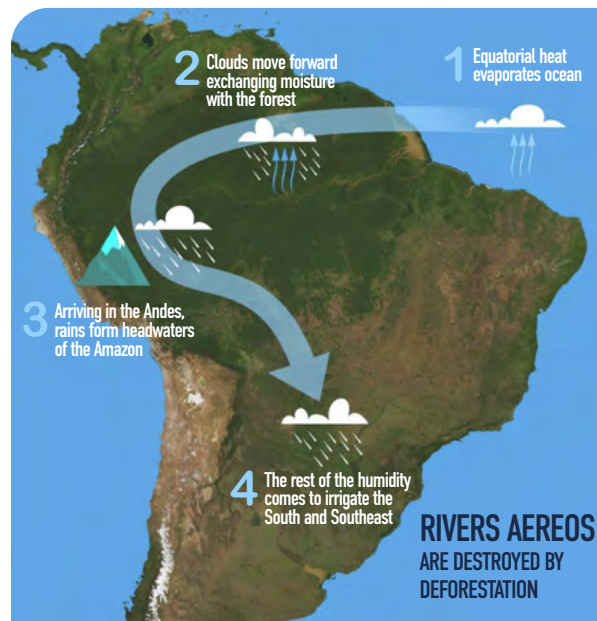 1 Equatorial heat
evaporates ocean
2 Clouds move forward
exchanging moisture
with the forest
3 Arriving in the Andes,
rains form headwaters
of the Amazon
4 The rest of the humidity
comes to irrigate the
South and Southeast
RIVERS AEREOS
ARE DESTROYED BY
DEFORESTATION